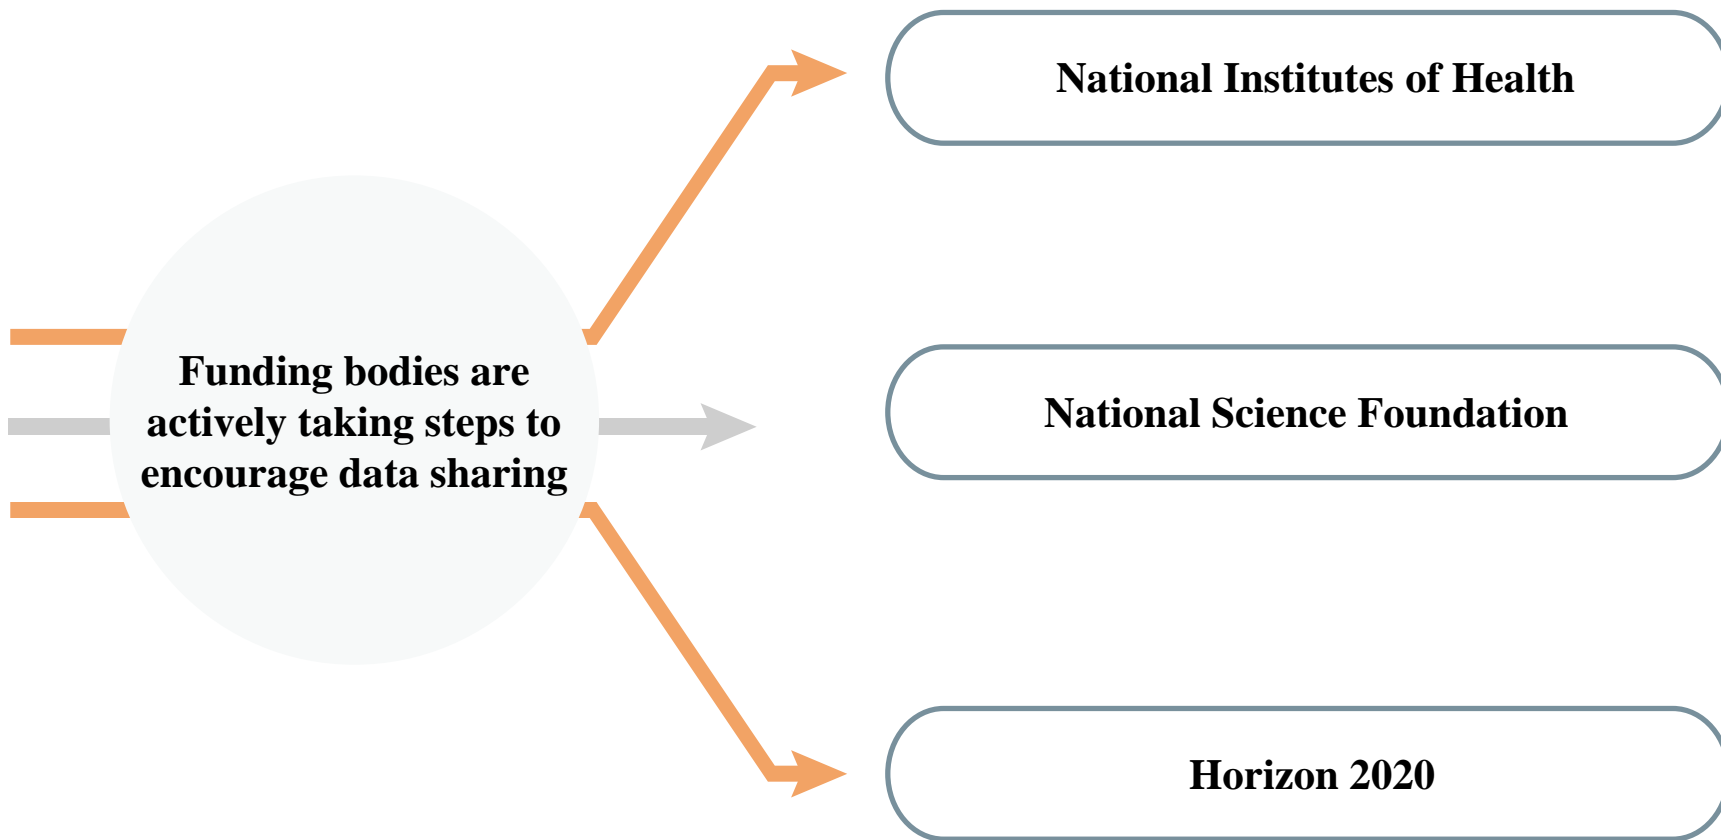 National Institutes of Health
Funding bodies are
actively taking steps to
encourage data sharing
National Science Foundation
Horizon 2020